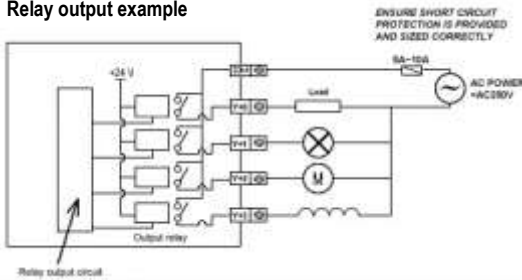 Relay output example
ENSURE SHORT CIRCUIT
PROTECTION IS PROVIDED
AND SIZED CORRECTLY
5A~10A
+24 V
AC POWER
Load
M
Output relay
Relay output circuit